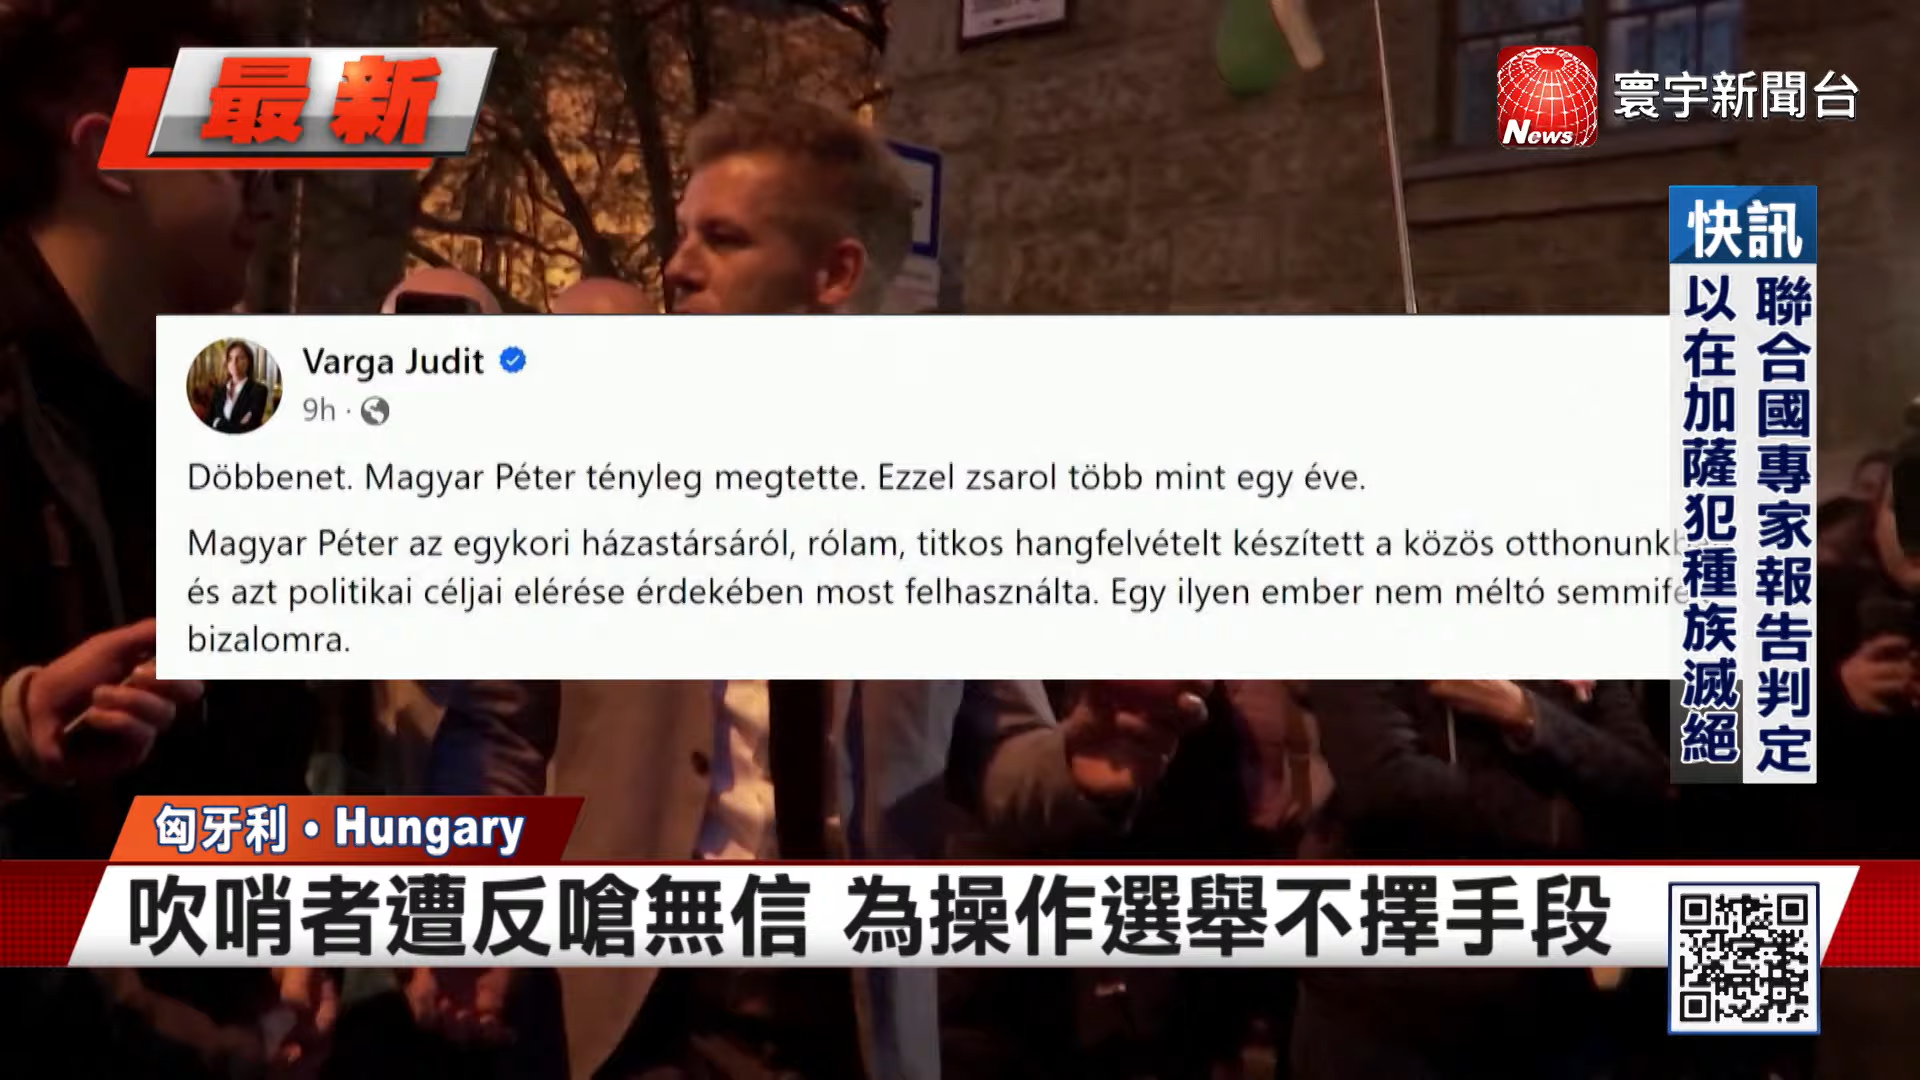 最新
News
寰宇新聞台
快訊
聯合國專家報告判定
以在加薩犯種族滅絕
Varga Judit
9h ·
Döbbenet. Magyar Péter tényleg megtette. Ezzel zsarol több mint egy éve.
Magyar Péter az egykori házastársáról, rólam, titkos hangfelvételt készített a közös
és azt politikai céljai elérése érdekében most felhasználta. Egy ilyen ember nem méltó
bizalomra.
匈牙利·Hungary
吹哨者遭反嗆無信 為操作選舉不擇手段